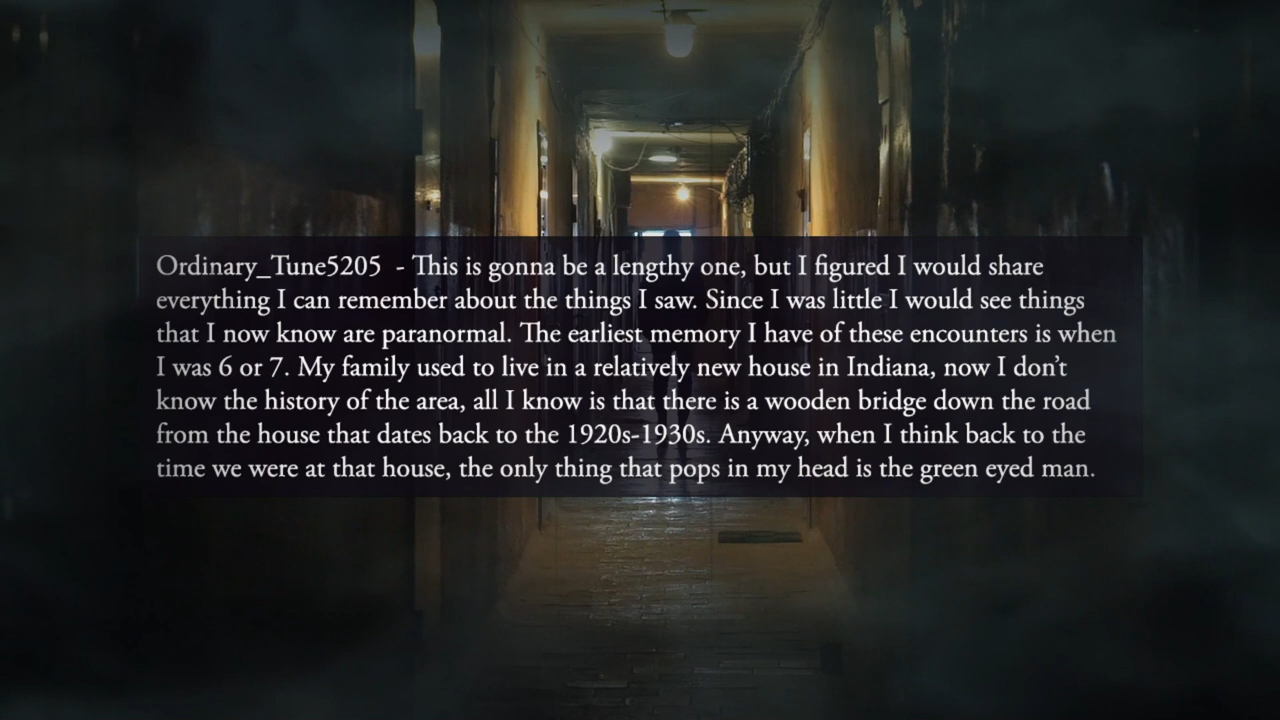 Ordinary_Tune5205 - This is gonna be a lengthy one, but I figured I would share
everything I can remember about the things I saw. Since I was little I would see things
that I now know are paranormal. The earliest memory I have of these encounters is when
I was 6 or 7. My family used to live in a relatively new house in Indiana, now I don’t
know the history of the area, all I know is that there is a wooden bridge down the road
from the house that dates back to the 1920s-1930s. Anyway, when I think back to the
time we were at that house, the only thing that pops in my head is the green eyed man.